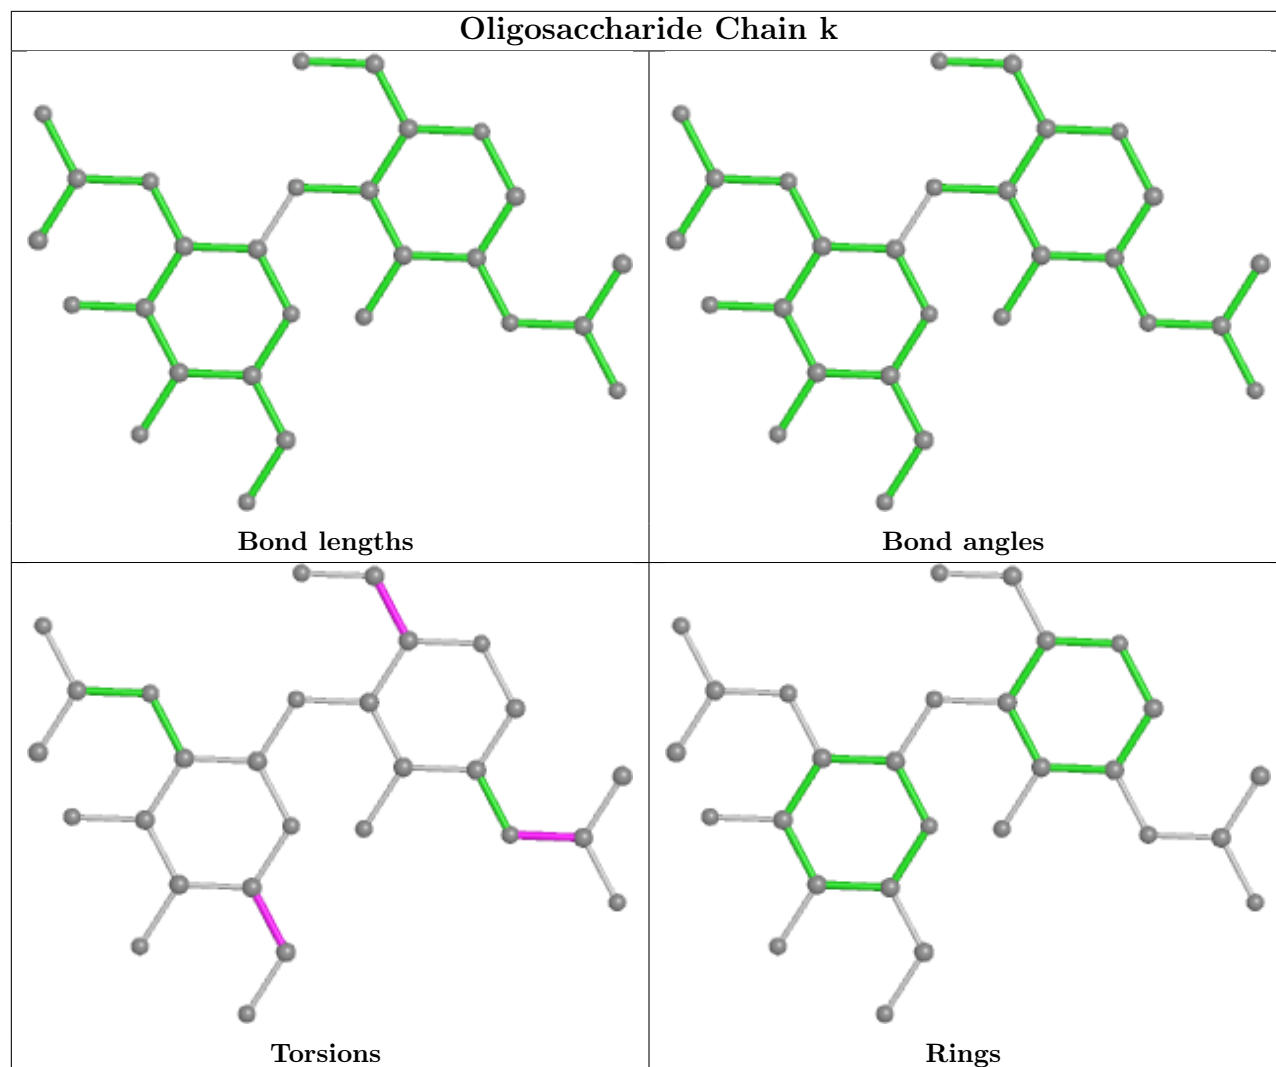 Oligosaccharide Chain k
Bond lengths
Bond angles
Torsions
Rings